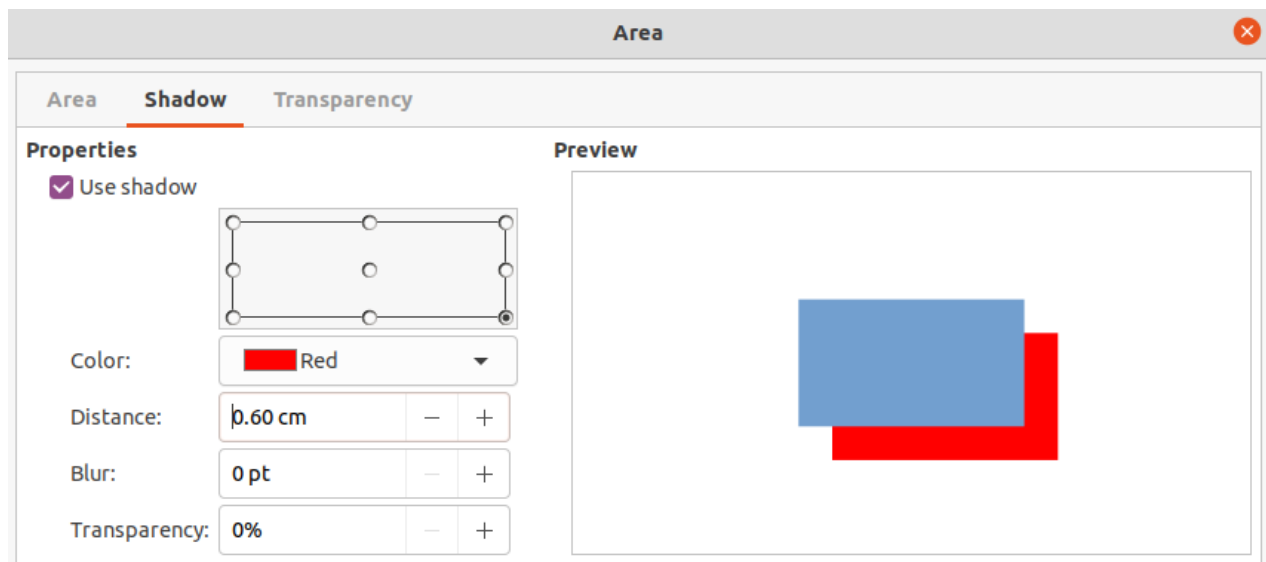 Area
Area Shadow Transparency
Properties
Use shadow
Color: Red
Distance: 0.60 cm
Blur: 0 pt
Transparency: 0%
Preview